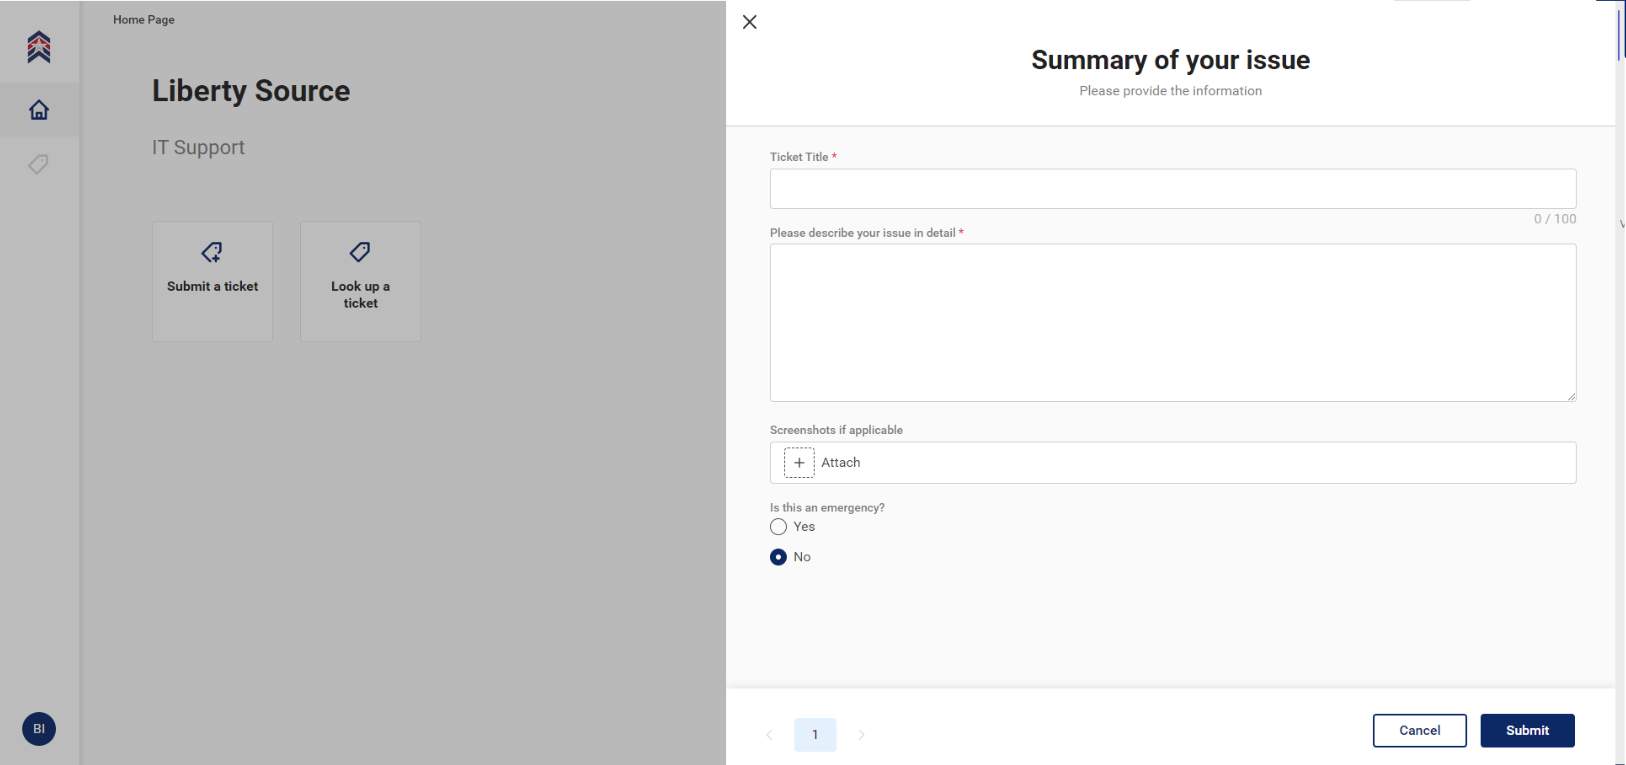 Home Page
Liberty Source
IT Support
Submit a ticket
Look up a
ticket
BI
Summary of your issue
Please provide the information
Ticket Title *
0 / 100
Please describe your issue in detail *
Screenshots if applicable
+ Attach
Is this an emergency?
Yes
No
1
Cancel
Submit